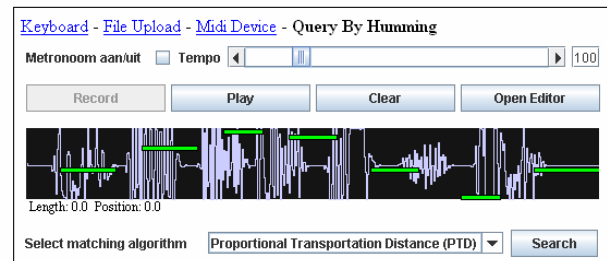 Keyboard - File Upload - Midi Device - Query By Humming
Metronoom aan/uit Tempo 100
Record Play Clear Open Editor
Length: 0.0 Position: 0.0
Select matching algorithm Proportional Transportation Distance (PTD) Search